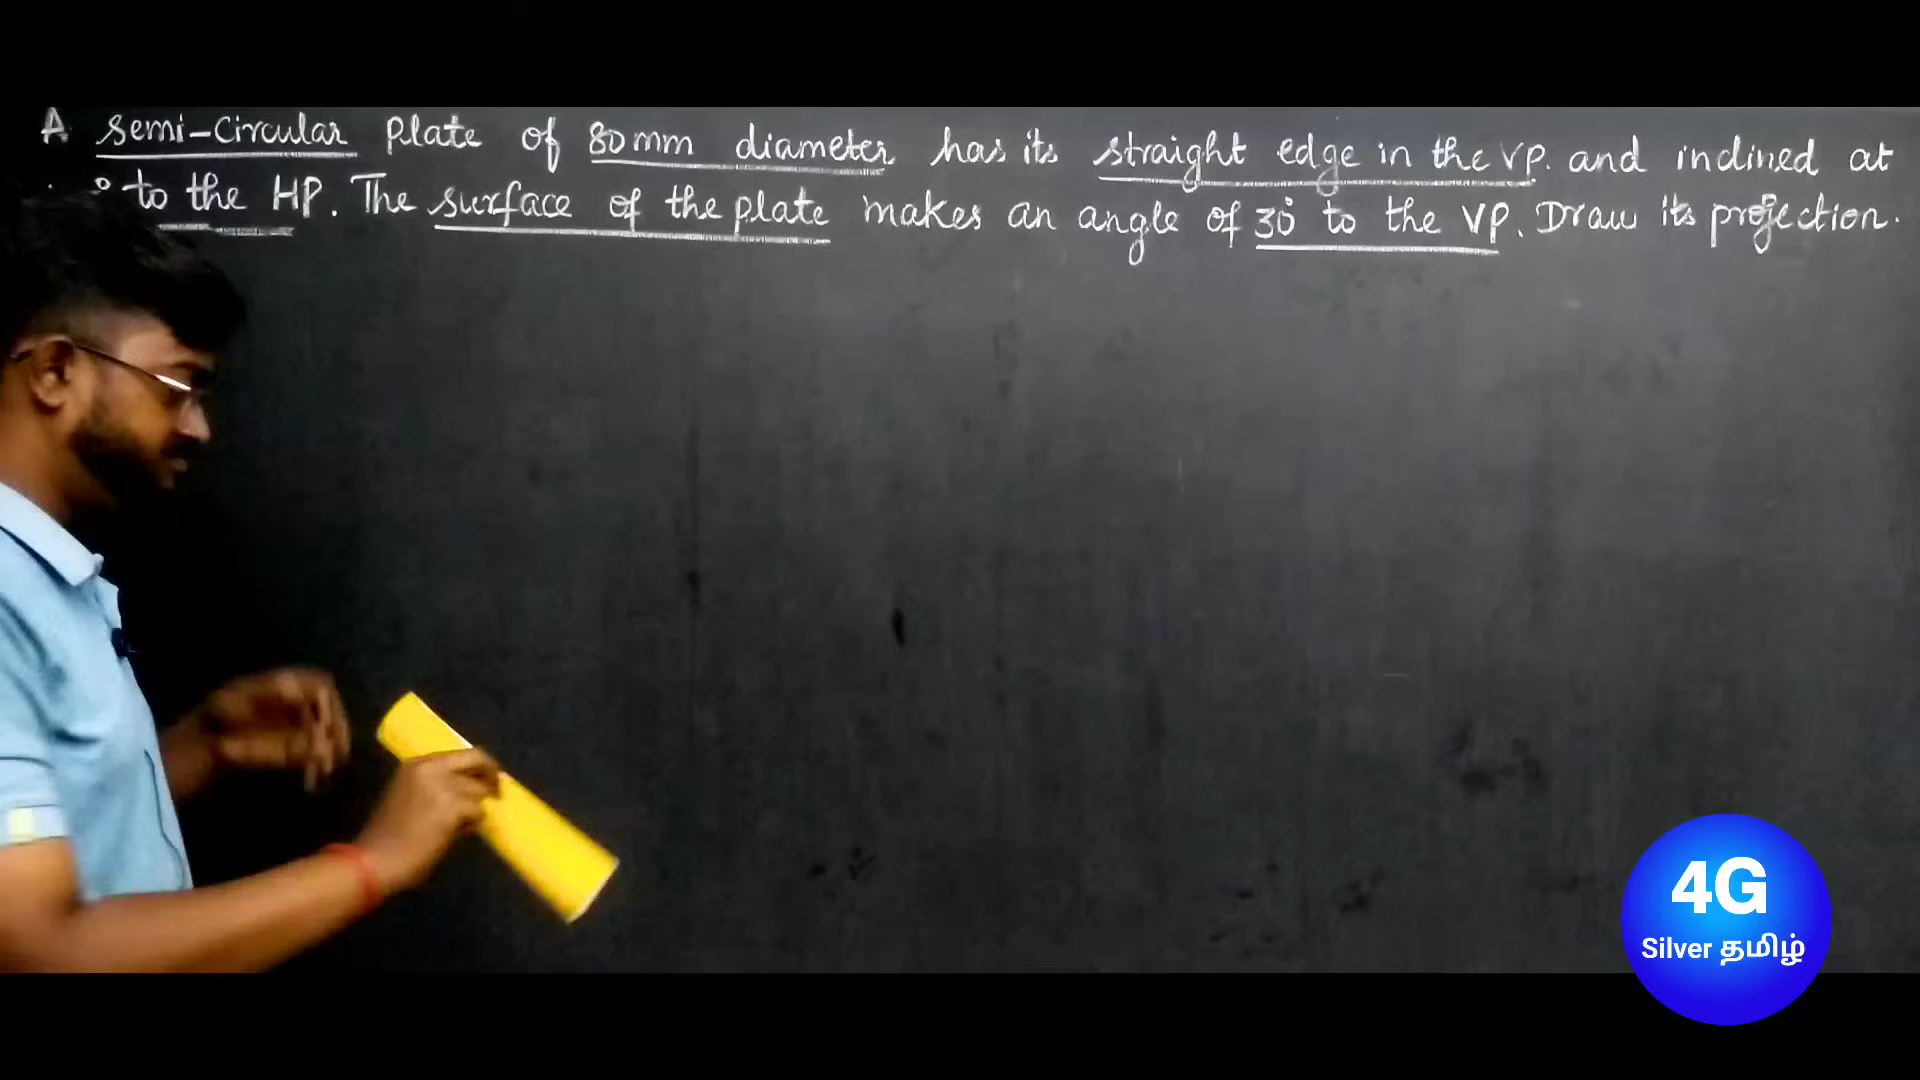 A semi-circular plate of 80mm diameter has its straight edge in the VP. and inclined at
° to the HP. The surface of the plate makes an angle of 30° to the VP. Draw its projection.
4G
Silver தமிழ்